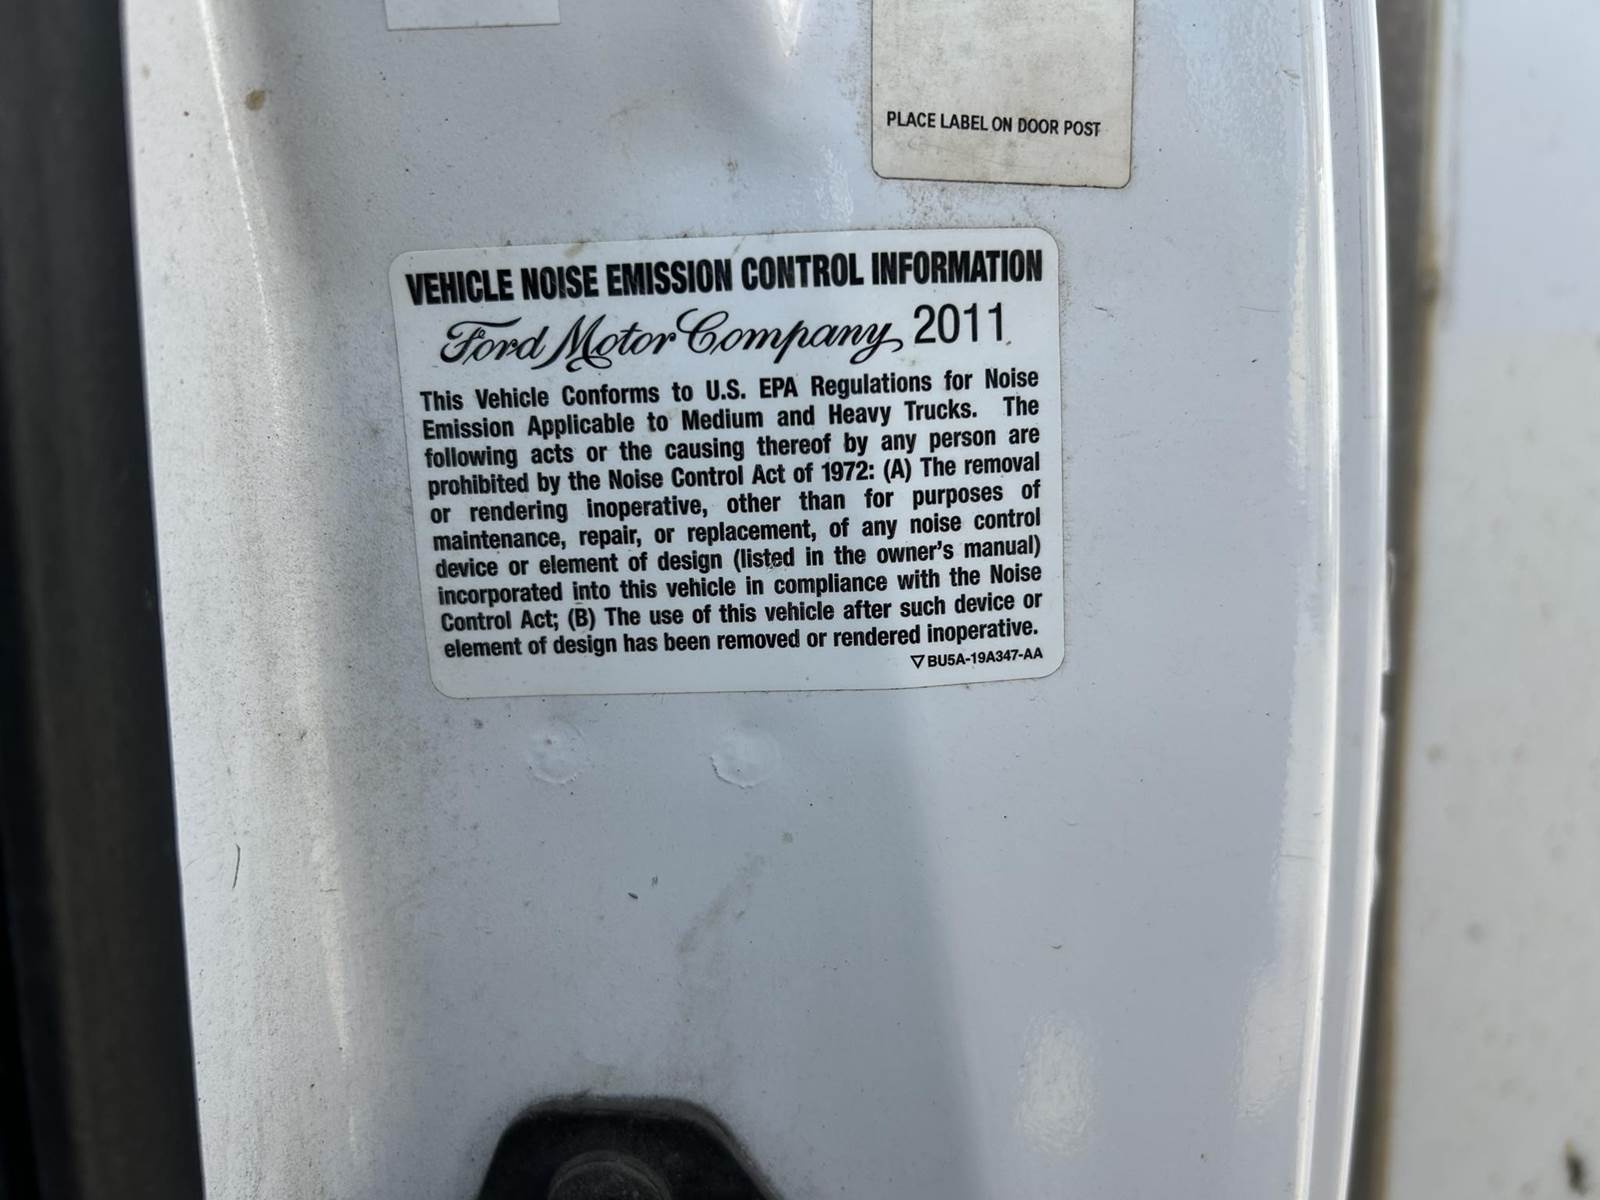 PLACE LABEL ON DOOR POST
VEHICLE NOISE EMISSION CONTROL INFORMATION
Ford Motor Company 2011
This Vehicle Conforms to U.S. EPA Regulations for Noise
Emission Applicable to Medium and Heavy Trucks. The
following acts or the causing thereof by any person are
prohibited by the Noise Control Act of 1972: (A) The removal
or rendering inoperative, other than for purposes of
maintenance, repair, or replacement, of any noise control
device or element of design (listed in the owner's manual)
incorporated into this vehicle in compliance with the Noise
Control Act; (B) The use of this vehicle after such device or
element of design has been removed or rendered inoperative.
▽ BU5A-19A347-AA